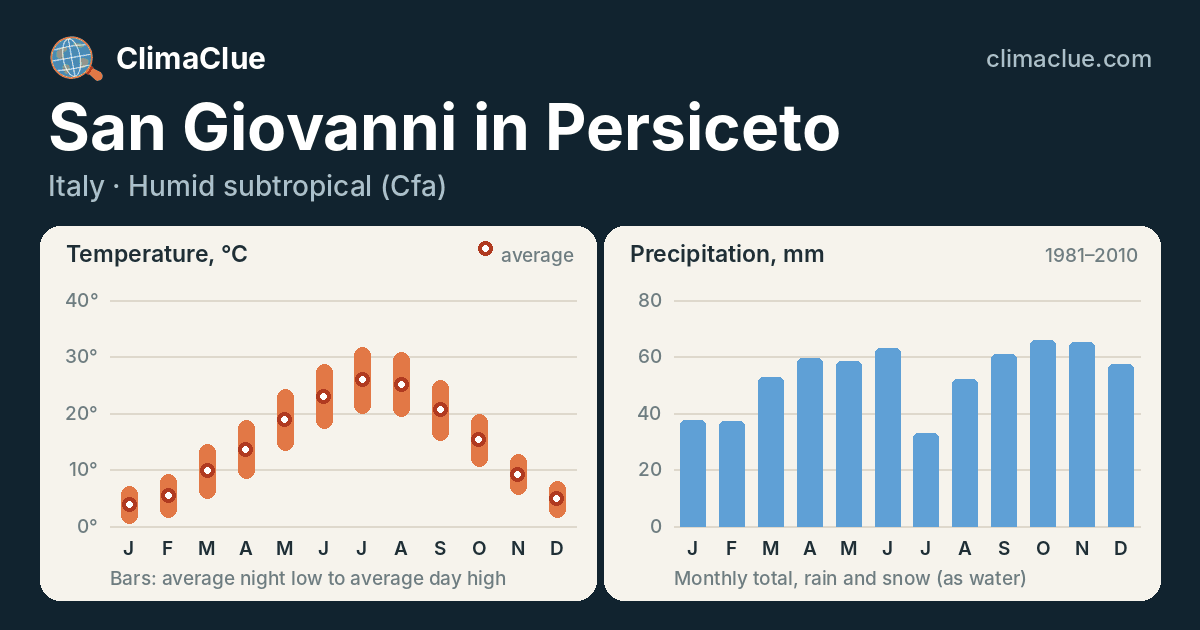 ClimaClue
climaclue.com
San Giovanni in Persiceto
Italy · Humid subtropical (Cfa)
Temperature, °C
average
40°
30°
20°
10°
0°
J F M A M J J A S O N D
Bars: average night low to average day high
Precipitation, mm
1981–2010
80
60
40
20
0
J F M A M J J A S O N D
Monthly total, rain and snow (as water)